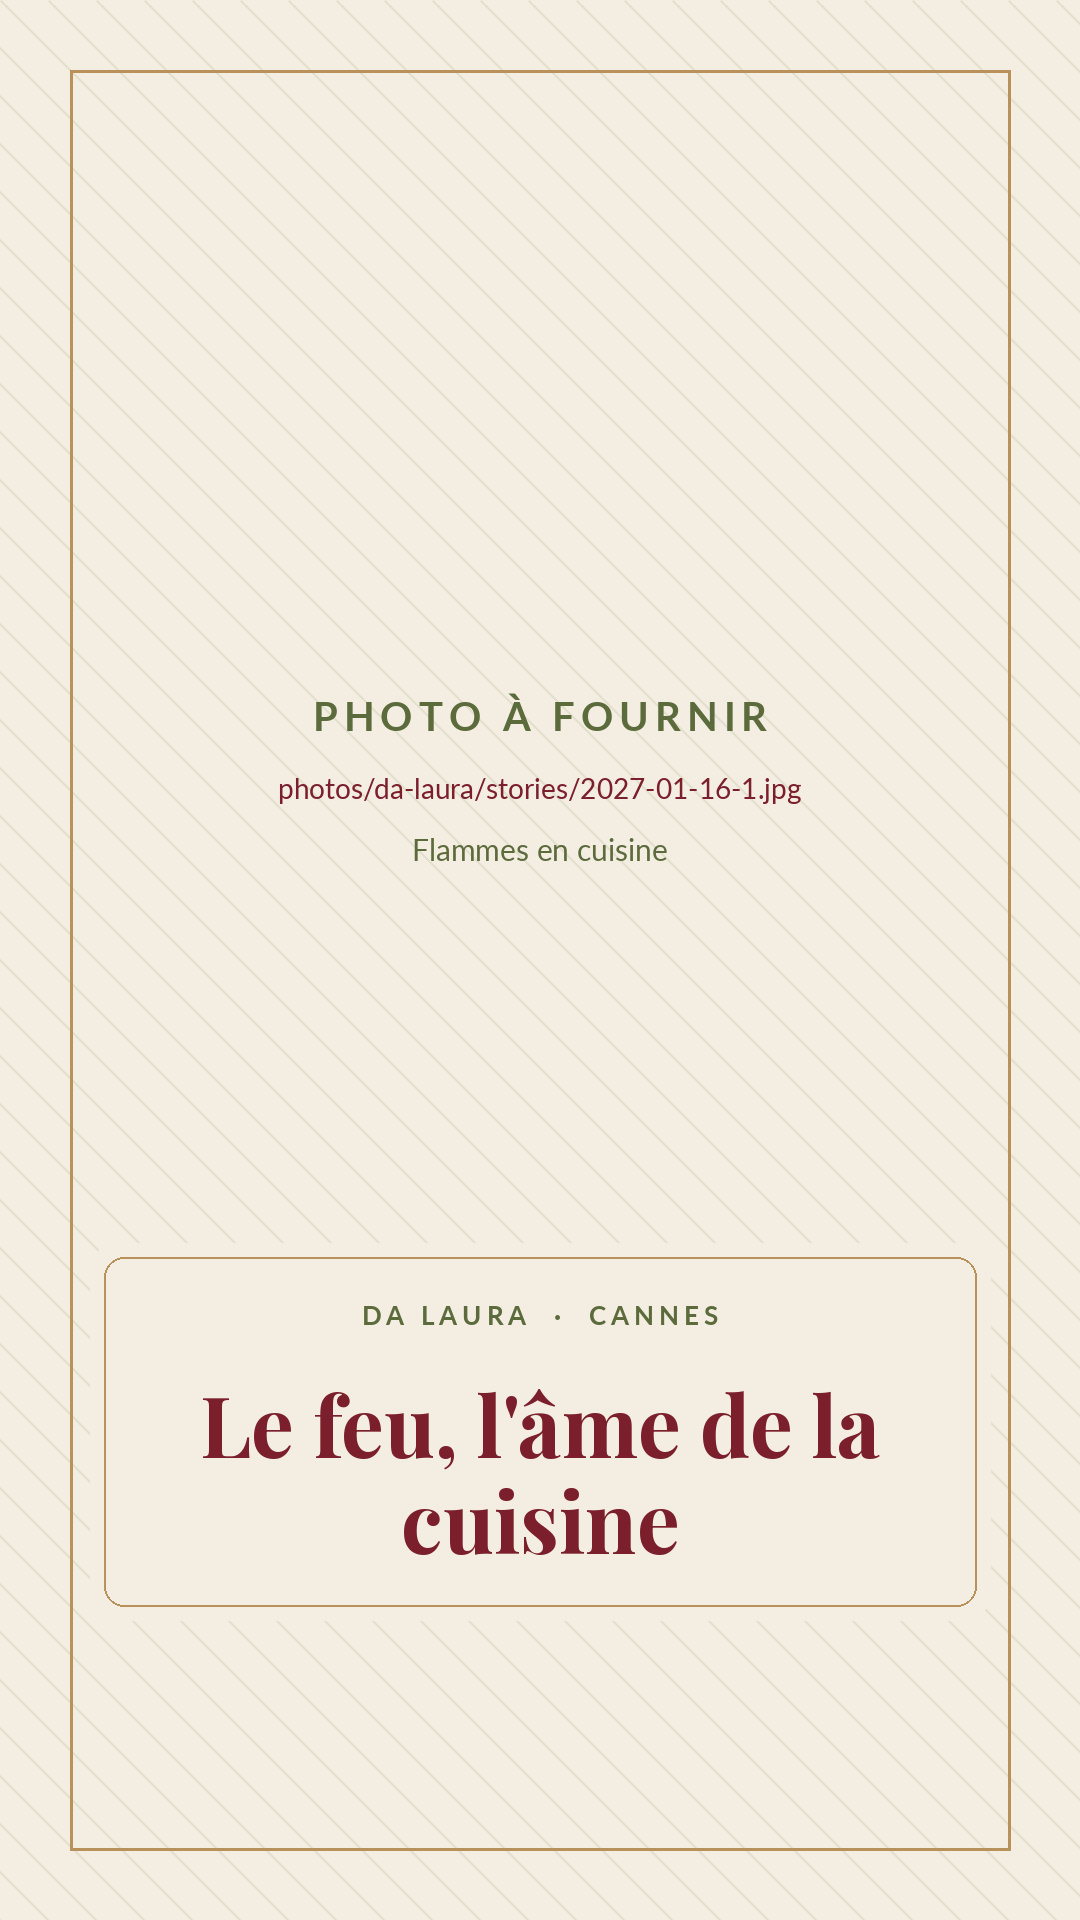 PHOTO À FOURNIR
photos/da-laura/stories/2027-01-16-1.jpg
Flammes en cuisine
DA LAURA · CANNES
Le feu, l'âme de la
cuisine